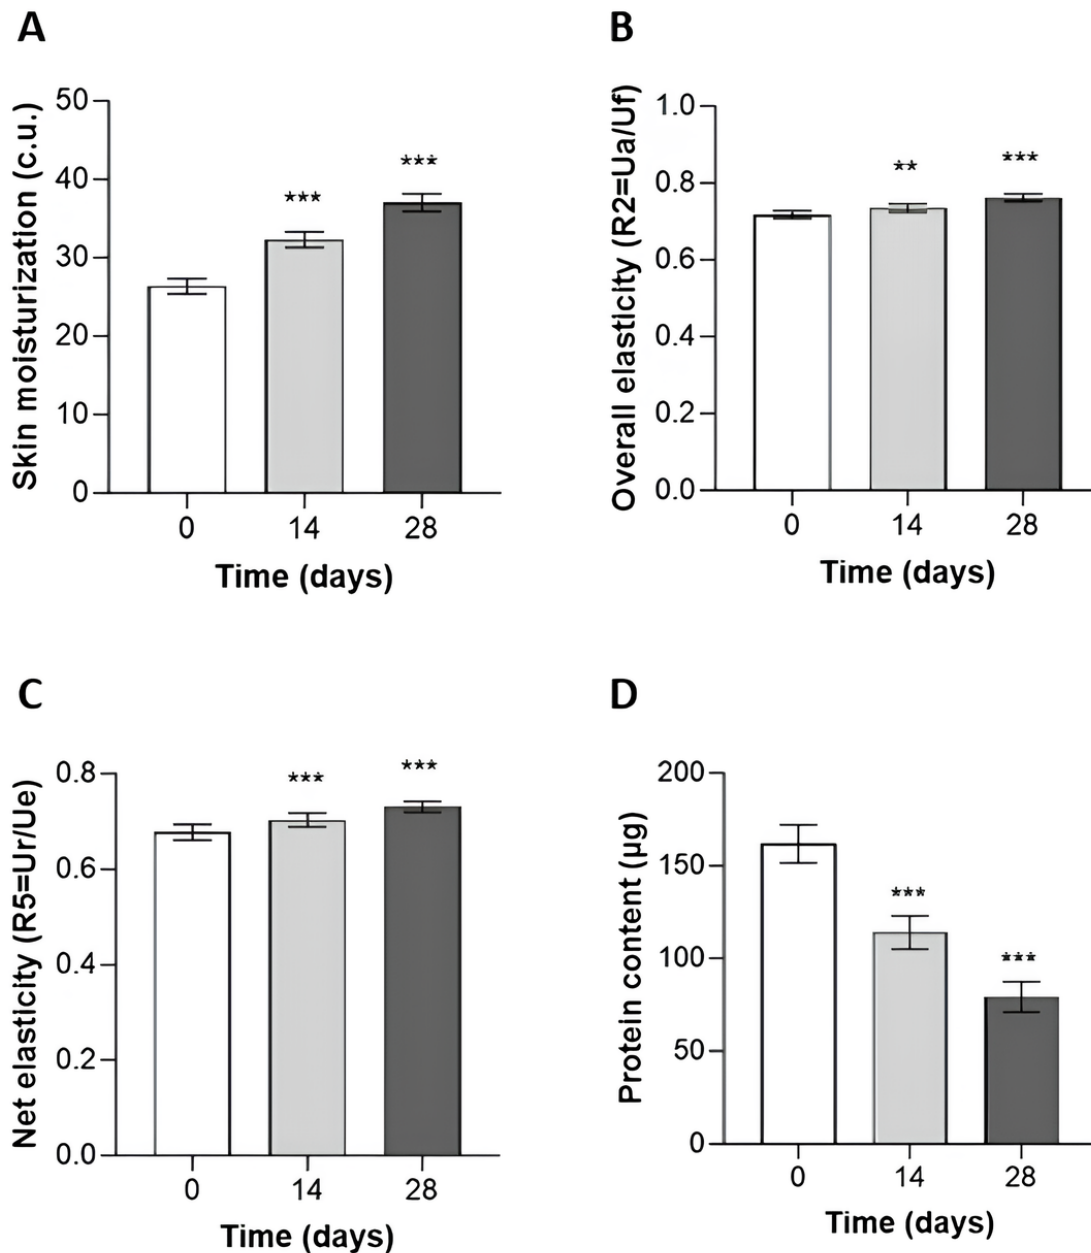 A
Skin moisturization (c.u.)
50
40
30
20
10
0
***
***
0 14 28
Time (days)
B
Overall elasticity (R2=Ua/Uf)
1.0
0.8
0.6
0.4
0.2
0.0
**
***
0 14 28
Time (days)
C
Net elasticity (R5=Ur/Ue)
0.8
0.6
0.4
0.2
0.0
***
***
0 14 28
Time (days)
D
Protein content (µg)
200
150
100
50
0
***
***
0 14 28
Time (days)